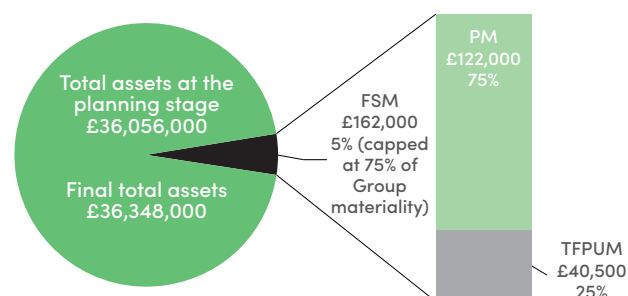 Total assets at the
planning stage
£36,056,000
Final total assets
£36,348,000
FSM
£162,000
5% (capped
at 75% of
Group
materiality)
PM
£122,000
75%
TFPUM
£40,500
25%